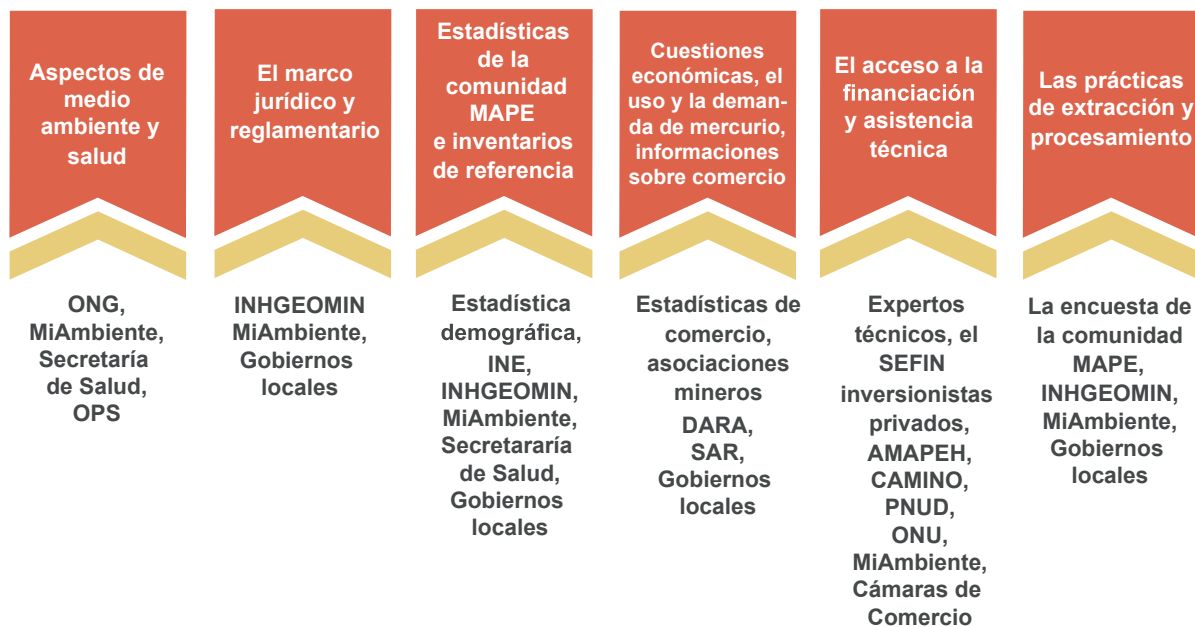 Aspectos de
medio
ambiente y
salud
ONG,
MiAmbiente,
Secretaría
de Salud,
OPS
El marco
jurídico y
reglamentario
INHGEOMIN
MiAmbiente,
Gobiernos
locales
Estadísticas
de la
comunidad
MAPE
e inventarios
de referencia
Estadística
demográfica,
INE,
INHGEOMIN,
MiAmbiente,
Secretararía
de Salud,
Gobiernos
locales
Cuestiones
económicas, el
uso y la deman-
da de mercurio,
informaciones
sobre comercio
Estadísticas de
comercio,
asociaciones
mineros
DARA,
SAR,
Gobiernos
locales
El acceso a la
financiación
y asistencia
técnica
Expertos
técnicos, el
SEFIN
inversionistas
privados,
AMAPEH,
CAMINO,
PNUD,
ONU,
MiAmbiente,
Cámaras de
Comercio
Las prácticas
de extracción y
procesamiento
La encuesta de
la comunidad
MAPE,
INHGEOMIN,
MiAmbiente,
Gobiernos
locales